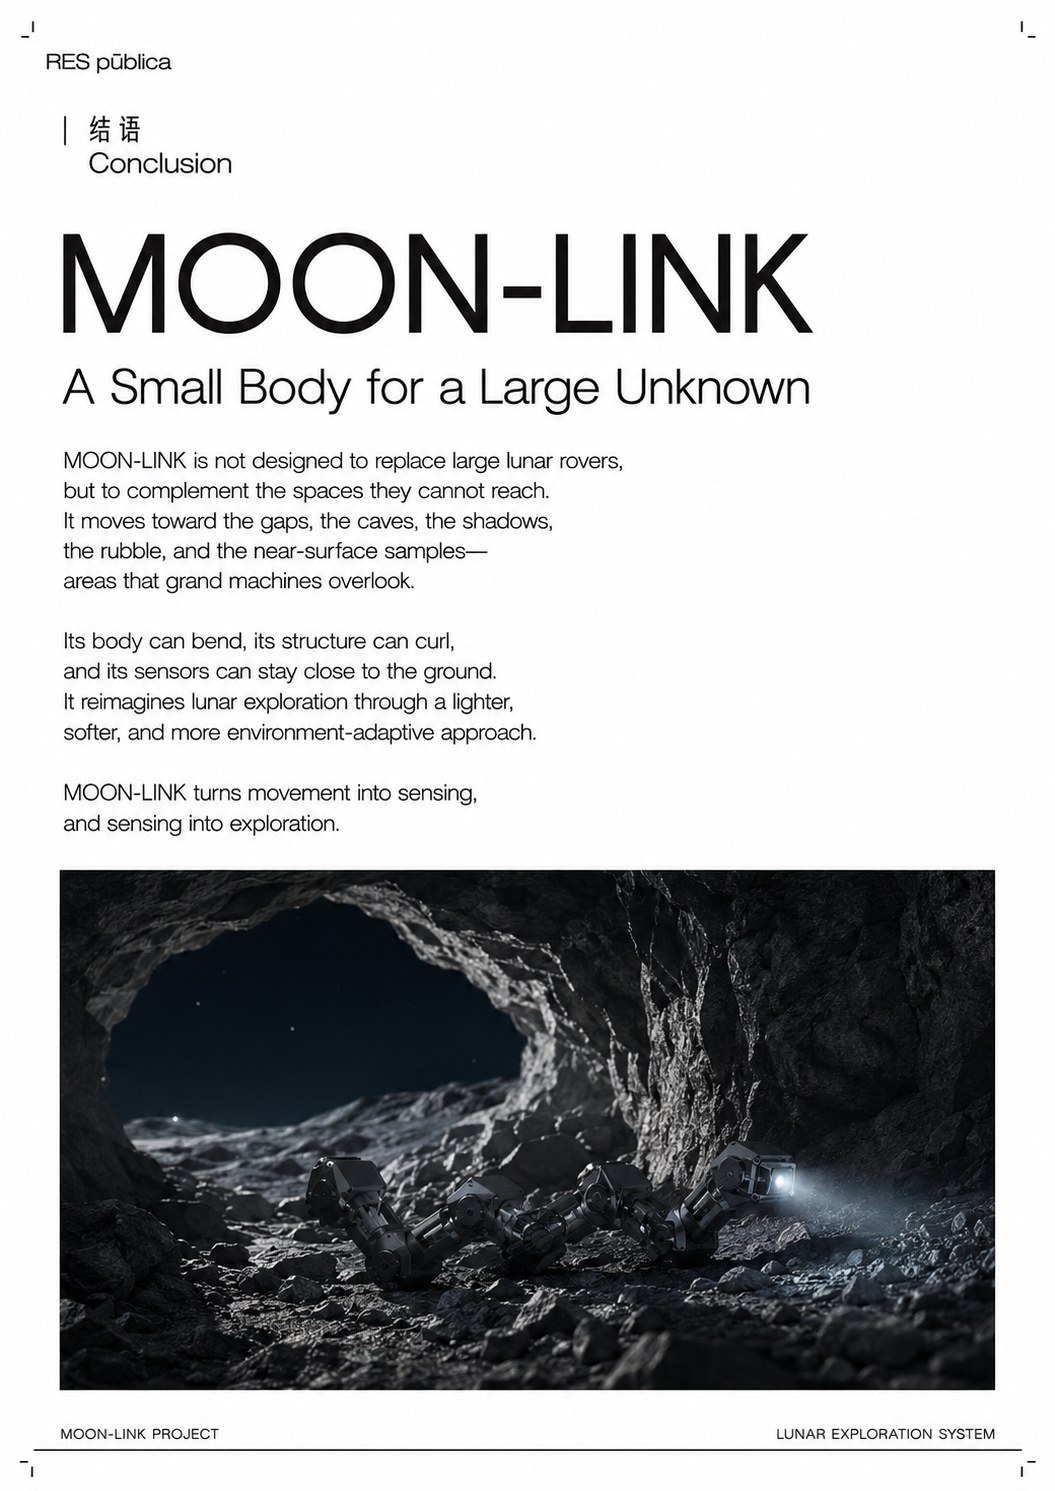 RES pūblica
结语
Conclusion
MOON-LINK
A Small Body for a Large Unknown
MOON-LINK is not designed to replace large lunar rovers,
but to complement the spaces they cannot reach.
It moves toward the gaps, the caves, the shadows,
the rubble, and the near-surface samples—
areas that grand machines overlook.
Its body can bend, its structure can curl,
and its sensors can stay close to the ground.
It reimagines lunar exploration through a lighter,
softer, and more environment-adaptive approach.
MOON-LINK turns movement into sensing,
and sensing into exploration.
MOON-LINK PROJECT
LUNAR EXPLORATION SYSTEM